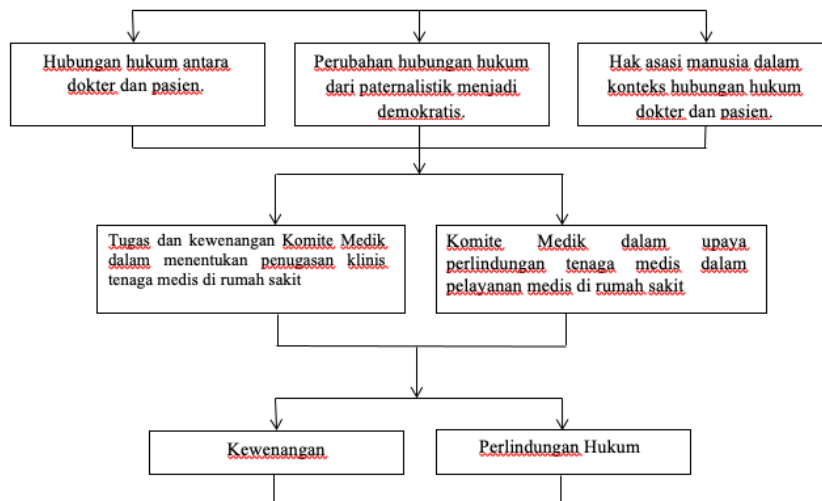 Hubungan hukum antara
dokter dan pasien.
Perubahan hubungan hukum
dari paternalistik menjadi
demokratis.
Hak asasi manusia dalam
konteks hubungan hukum
dokter dan pasien.
Tugas dan kewenangan Komite Medik
dalam menentukan penugasan klinis
tenaga medis di rumah sakit
Komite Medik dalam upaya
perlindungan tenaga medis dalam
pelayanan medis di rumah sakit
Kewenangan
Perlindungan Hukum